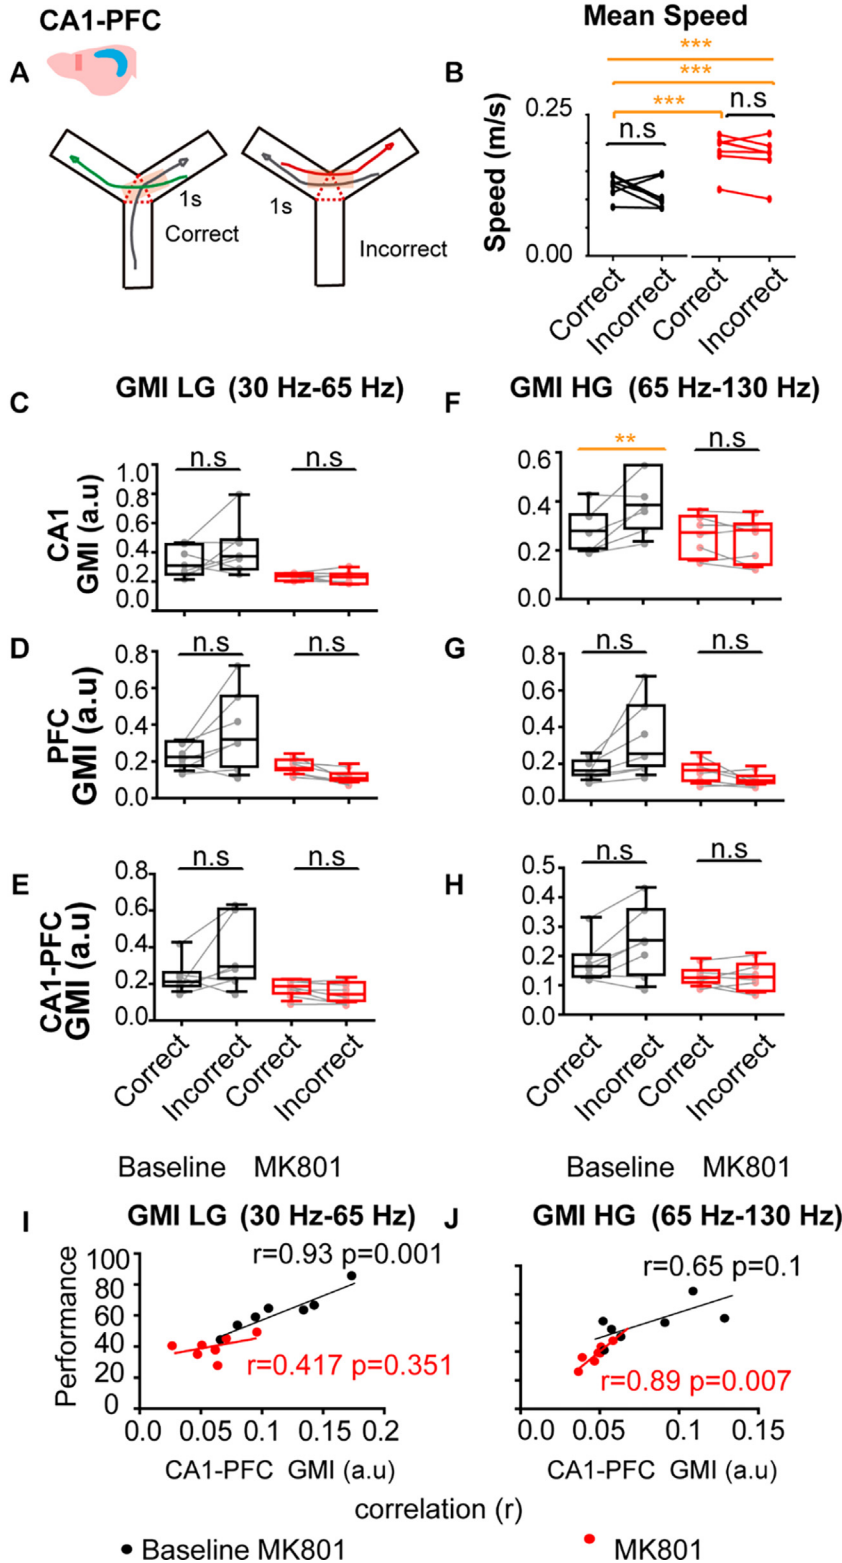 CA1-PFC
Mean Speed
A
B
1s
Correct
1s
Incorrect
Speed (m/s)
0.25
0.00
n.s
***
***
***
n.s
Correct
Incorrect
Correct
Incorrect
GMI LG (30 Hz-65 Hz)
GMI HG (65 Hz-130 Hz)
C
CA1
GMI (a.u)
1.0
0.8
0.6
0.4
0.2
0.0
n.s
n.s
F
0.6
0.4
0.2
0.0
**
n.s
D
PFC
GMI (a.u)
0.8
0.6
0.4
0.2
0.0
n.s
n.s
G
0.8
0.6
0.4
0.2
0.0
n.s
n.s
E
CA1-PFC
GMI (a.u)
0.8
0.6
0.4
0.2
0.0
n.s
n.s
Correct
Incorrect
Correct
Incorrect
Baseline MK801
H
0.5
0.4
0.3
0.2
0.1
0.0
n.s
n.s
Correct
Incorrect
Correct
Incorrect
Baseline MK801
I
GMI LG (30 Hz-65 Hz)
Performance
100
80
60
40
20
0
r=0.93 p=0.001
r=0.417 p=0.351
0.0 0.05 0.1 0.15 0.2
CA1-PFC GMI (a.u)
J
GMI HG (65 Hz-130 Hz)
r=0.65 p=0.1
r=0.89 p=0.007
0.0 0.05 0.1 0.15
CA1-PFC GMI (a.u)
correlation (r)
Baseline MK801
MK801